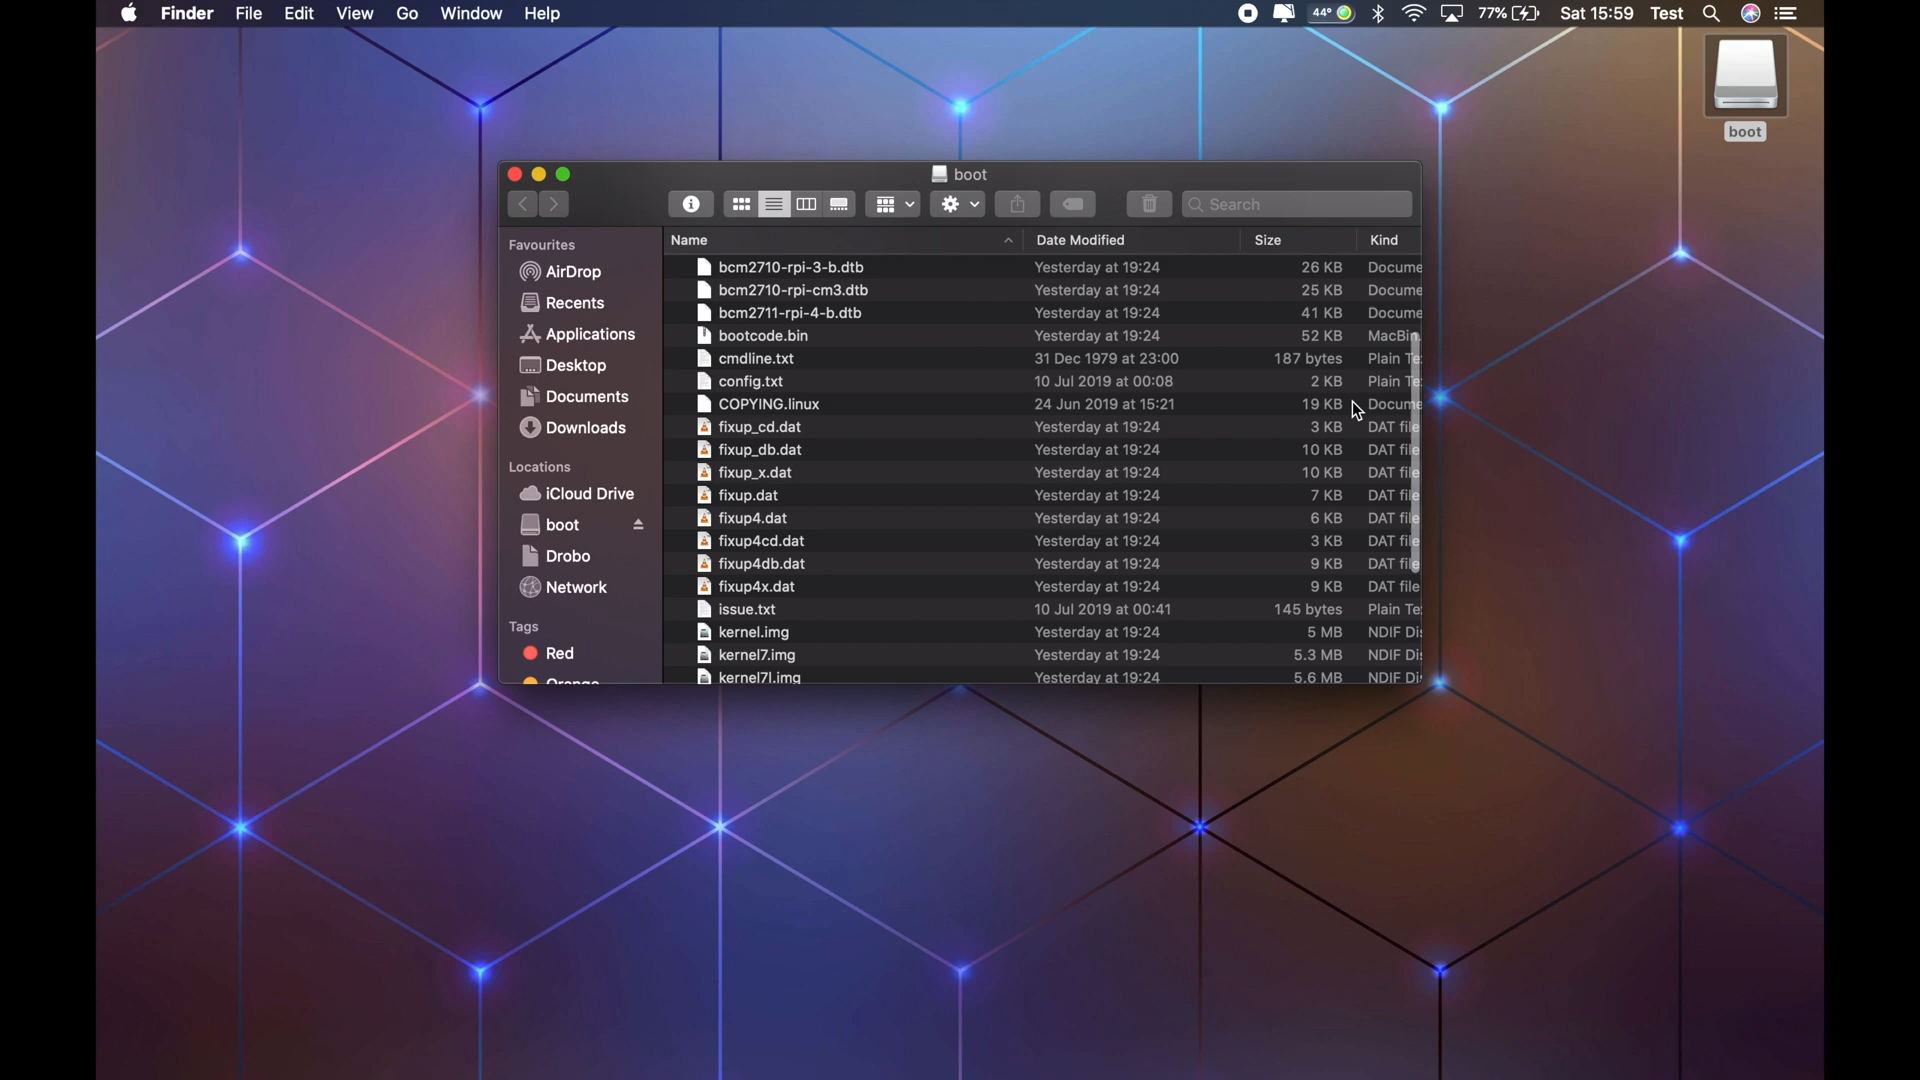 Finder File Edit View Go Window Help 44° 77% Sat 15:59 Test
boot
boot
Search
Favourites
AirDrop
Recents
Applications
Desktop
Documents
Downloads
Locations
iCloud Drive
boot
Drobo
Network
Tags
Red
Orange
Name Date Modified Size Kind
bcm2710-rpi-3-b.dtb Yesterday at 19:24 26 KB Docume
bcm2710-rpi-cm3.dtb Yesterday at 19:24 25 KB Docume
bcm2711-rpi-4-b.dtb Yesterday at 19:24 41 KB Docume
bootcode.bin Yesterday at 19:24 52 KB MacBin
cmdline.txt 31 Dec 1979 at 23:00 187 bytes Plain Te
config.txt 10 Jul 2019 at 00:08 2 KB Plain Te
COPYING.linux 24 Jun 2019 at 15:21 19 KB Docume
fixup_cd.dat Yesterday at 19:24 3 KB DAT file
fixup_db.dat Yesterday at 19:24 10 KB DAT file
fixup_x.dat Yesterday at 19:24 10 KB DAT file
fixup.dat Yesterday at 19:24 7 KB DAT file
fixup4.dat Yesterday at 19:24 6 KB DAT file
fixup4cd.dat Yesterday at 19:24 3 KB DAT file
fixup4db.dat Yesterday at 19:24 9 KB DAT file
fixup4x.dat Yesterday at 19:24 9 KB DAT file
issue.txt 10 Jul 2019 at 00:41 145 bytes Plain Te
kernel.img Yesterday at 19:24 5 MB NDIF Di
kernel7.img Yesterday at 19:24 5.3 MB NDIF Di
kernel7l.img Yesterday at 19:24 5.6 MB NDIF Di